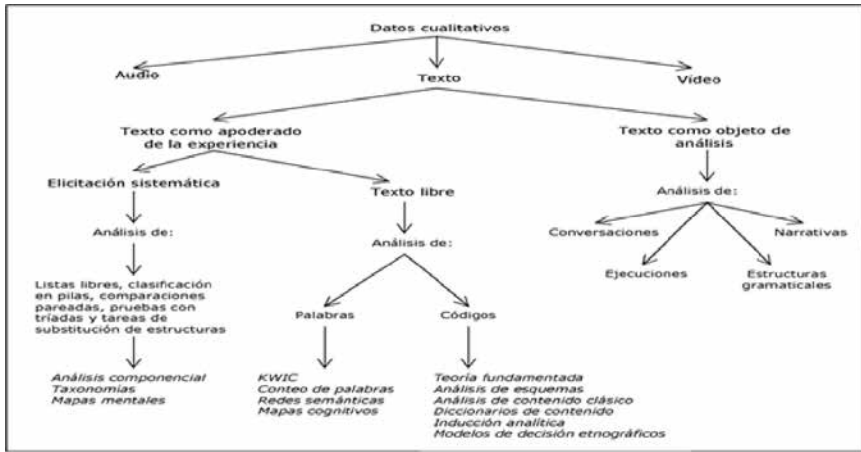 Datos cualitativos
Audio
Texto
Vídeo
Texto como apoderado
de la experiencia
Texto como objeto de
análisis
Elicitación sistemática
Texto libre
Análisis de:
Análisis de:
Análisis de:
Conversaciones
Narrativas
Ejecuciones
Estructuras
gramaticales
Listas libres, clasificación
en pilas, comparaciones
pareadas, pruebas con
tríadas y tareas de
substitución de estructuras
Palabras
Códigos
Análisis componencial
Taxonomías
Mapas mentales
KWIC
Conteo de palabras
Redes semánticas
Mapas cognitivos
Teoría fundamentada
Análisis de esquemas
Análisis de contenido clásico
Diccionarios de contenido
Inducción analítica
Modelos de decisión etnográficos